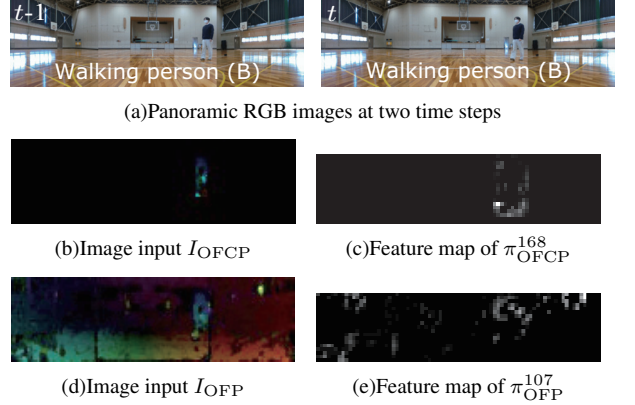 t-1
t
Walking person (B)
Walking person (B)
(a)Panoramic RGB images at two time steps
(b)Image input I_OFCP
(c)Feature map of π^168_OFCP
(d)Image input I_OFP
(e)Feature map of π^107_OFP